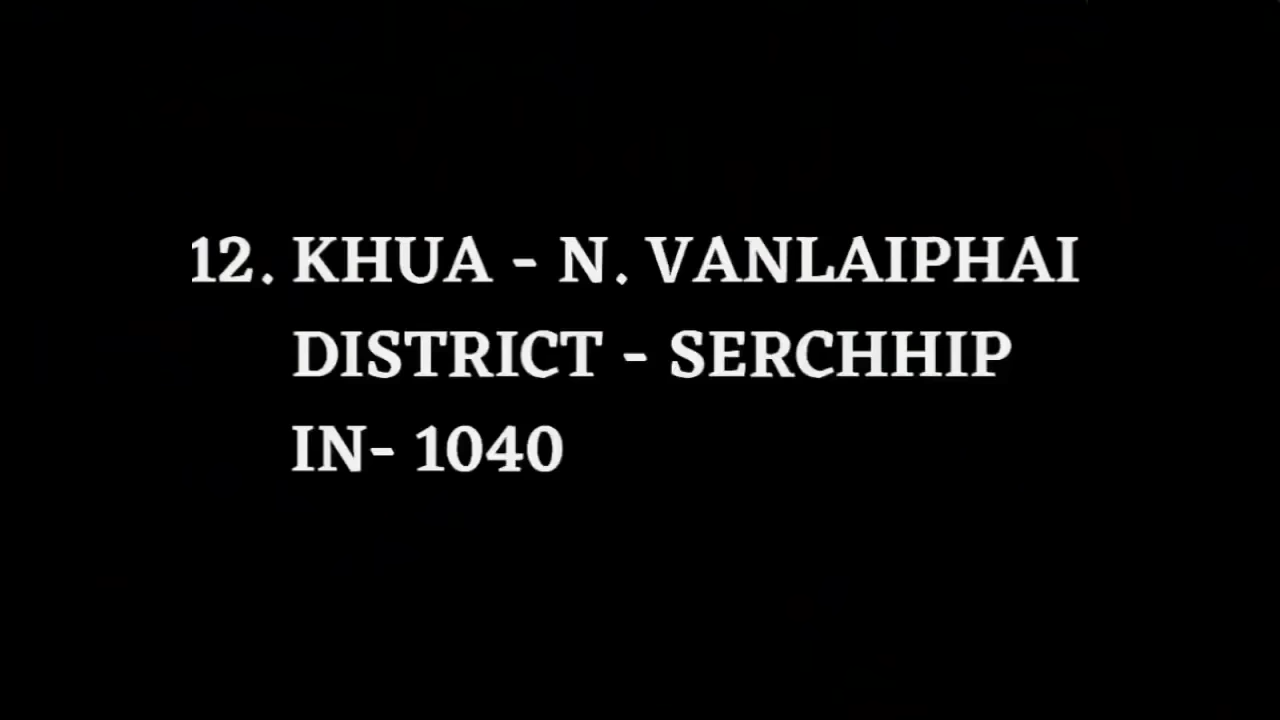 12. KHUA - N. VANLAIPHAI
DISTRICT - SERCHHIP
IN- 1040